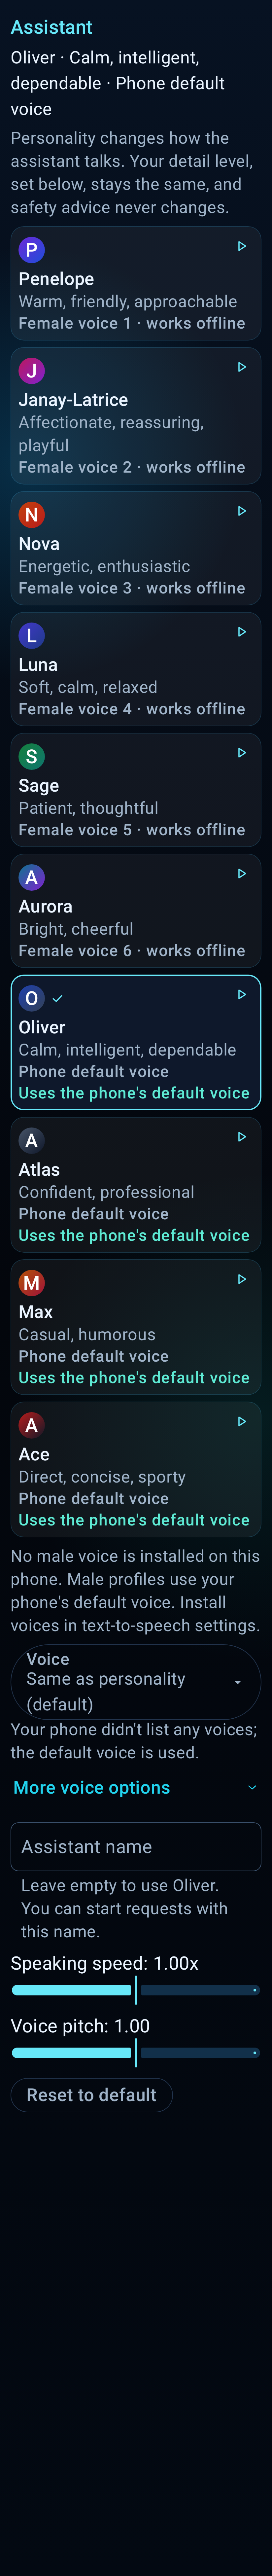 Assistant
Oliver · Calm, intelligent,
dependable · Phone default
voice
Personality changes how the
assistant talks. Your detail level,
set below, stays the same, and
safety advice never changes.
P
Penelope
Warm, friendly, approachable
Female voice 1 · works offline
J
Janay-Latrice
Affectionate, reassuring,
playful
Female voice 2 · works offline
N
Nova
Energetic, enthusiastic
Female voice 3 · works offline
L
Luna
Soft, calm, relaxed
Female voice 4 · works offline
S
Sage
Patient, thoughtful
Female voice 5 · works offline
A
Aurora
Bright, cheerful
Female voice 6 · works offline
O
Oliver
Calm, intelligent, dependable
Phone default voice
Uses the phone's default voice
A
Atlas
Confident, professional
Phone default voice
Uses the phone's default voice
M
Max
Casual, humorous
Phone default voice
Uses the phone's default voice
A
Ace
Direct, concise, sporty
Phone default voice
Uses the phone's default voice
No male voice is installed on this
phone. Male profiles use your
phone's default voice. Install
voices in text-to-speech settings.
Voice
Same as personality
(default)
Your phone didn't list any voices;
the default voice is used.
More voice options
Assistant name
Leave empty to use Oliver.
You can start requests with
this name.
Speaking speed: 1.00x
Voice pitch: 1.00
Reset to default